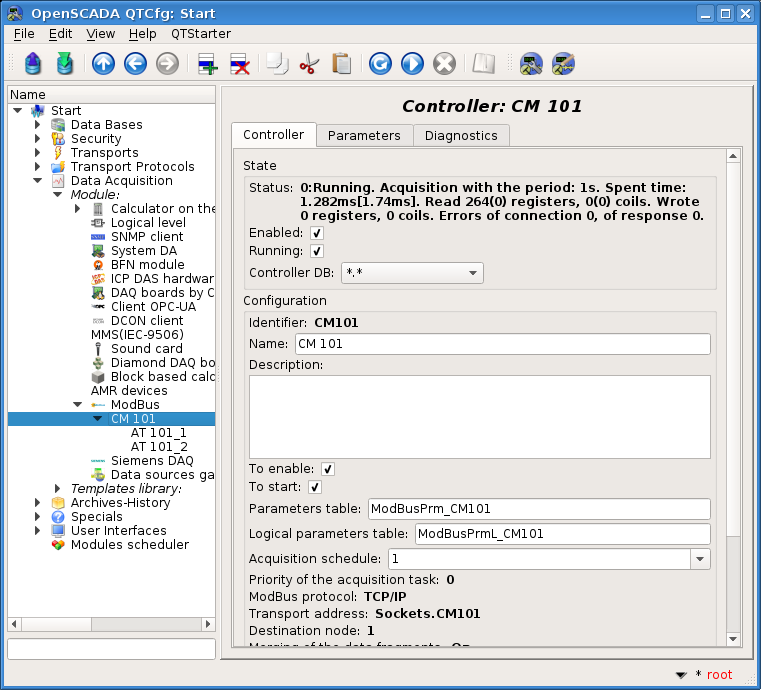 OpenSCADA QTCfg: Start
File Edit View Help QTStarter
Name
Start
Data Bases
Security
Transports
Transport Protocols
Data Acquisition
Module:
Calculator on the
Logical level
SNMP client
System DA
BFN module
ICP DAS hardwar
DAQ boards by C
Client OPC-UA
DCON client
MMS(IEC-9506)
Sound card
Diamond DAQ bo
Block based calc
AMR devices
ModBus
CM 101
AT 101_1
AT 101_2
Siemens DAQ
Data sources ga
Templates library:
Archives-History
Specials
User Interfaces
Modules scheduler
Controller: CM 101
Controller Parameters Diagnostics
State
Status: 0:Running. Acquisition with the period: 1s. Spent time:
1.282ms[1.74ms]. Read 264(0) registers, 0(0) coils. Wrote
0 registers, 0 coils. Errors of connection 0, of response 0.
Enabled:
Running:
Controller DB: *.*
Configuration
Identifier: CM101
Name: CM 101
Description:
To enable:
To start:
Parameters table: ModBusPrm_CM101
Logical parameters table: ModBusPrmL_CM101
Acquisition schedule: 1
Priority of the acquisition task: 0
ModBus protocol: TCP/IP
Transport address: Sockets.CM101
Destination node: 1
* root